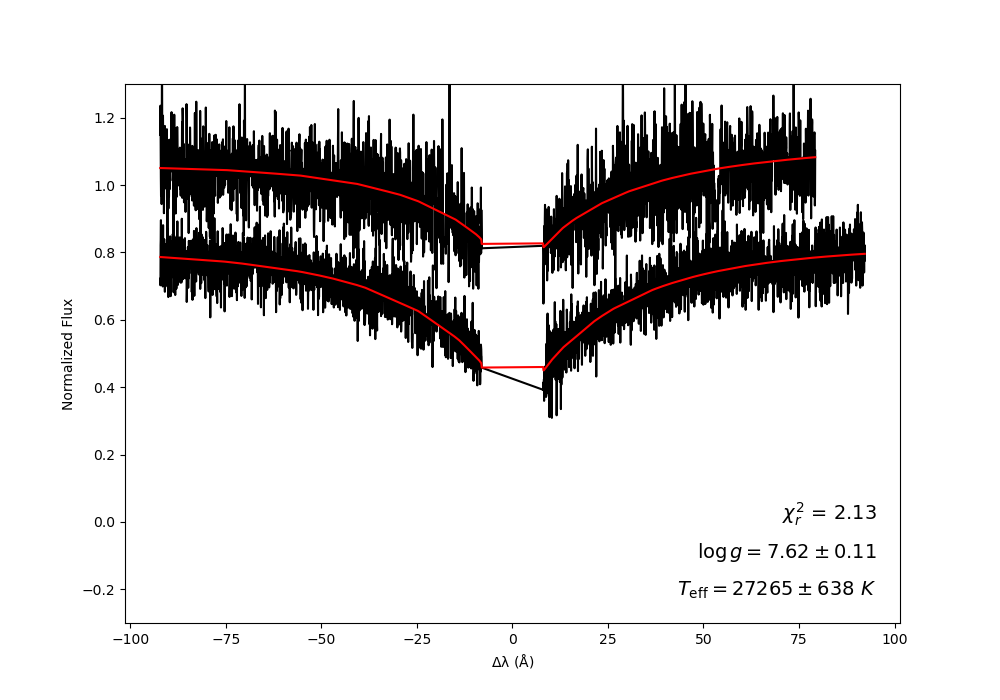 1.2
1.0
0.8
0.6
0.4
0.2
0.0
−0.2
Normalized Flux
χ²ᵣ = 2.13
log g = 7.62 ± 0.11
T_eff = 27265 ± 638 K
−100 −75 −50 −25 0 25 50 75 100
Δλ (Å)